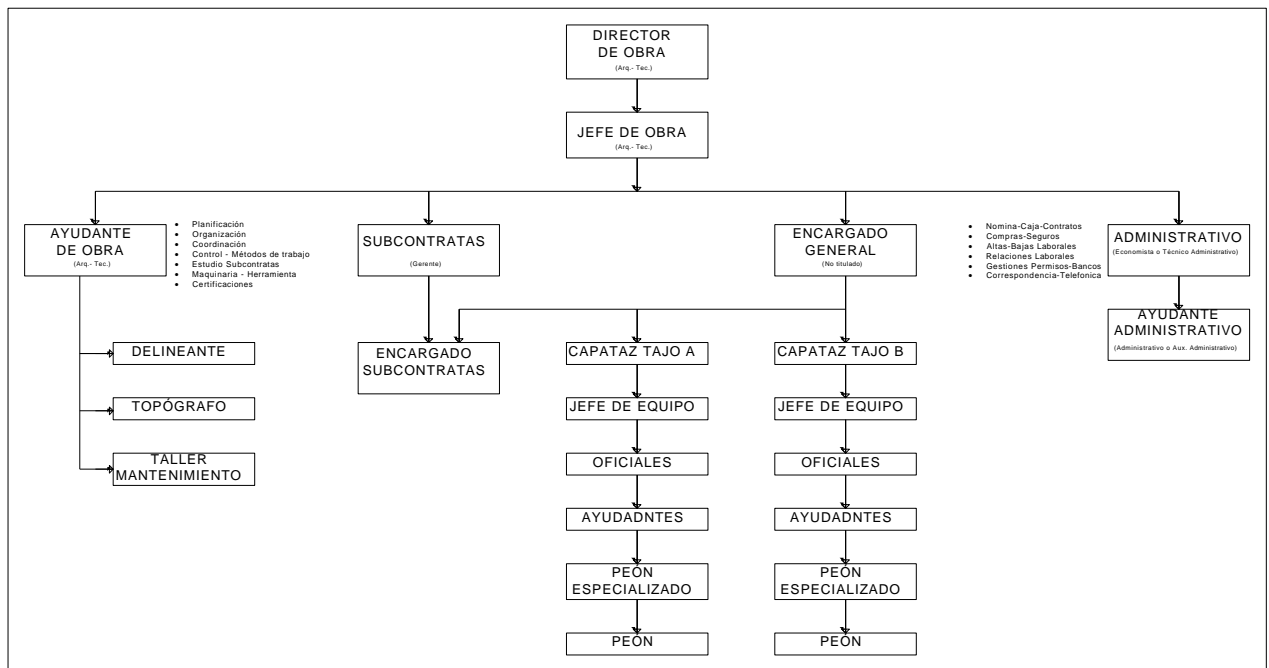 DIRECTOR
DE OBRA
(Arq.- Tec.)
JEFE DE OBRA
(Arq.- Tec.)
AYUDANTE
DE OBRA
(Arq.- Tec.)
• Planificación
• Organización
• Coordinación
• Control - Métodos de trabajo
• Estudio Subcontratas
• Maquinaria - Herramienta
• Certificaciones
SUBCONTRATAS
(Gerente)
ENCARGADO
GENERAL
(No titulado)
• Nomina-Caja-Contratos
• Compras-Seguros
• Altas-Bajas Laborales
• Relaciones Laborales
• Gestiones Permisos-Bancos
• Correspondencia-Telefonica
ADMINISTRATIVO
(Economista o Técnico Administrativo)
AYUDANTE
ADMINISTRATIVO
(Administrativo o Aux. Administrativo)
DELINEANTE
TOPÓGRAFO
TALLER
MANTENIMIENTO
ENCARGADO
SUBCONTRATAS
CAPATAZ TAJO A
JEFE DE EQUIPO
OFICIALES
AYUDADNTES
PEÓN
ESPECIALIZADO
PEÓN
CAPATAZ TAJO B
JEFE DE EQUIPO
OFICIALES
AYUDADNTES
PEÓN
ESPECIALIZADO
PEÓN